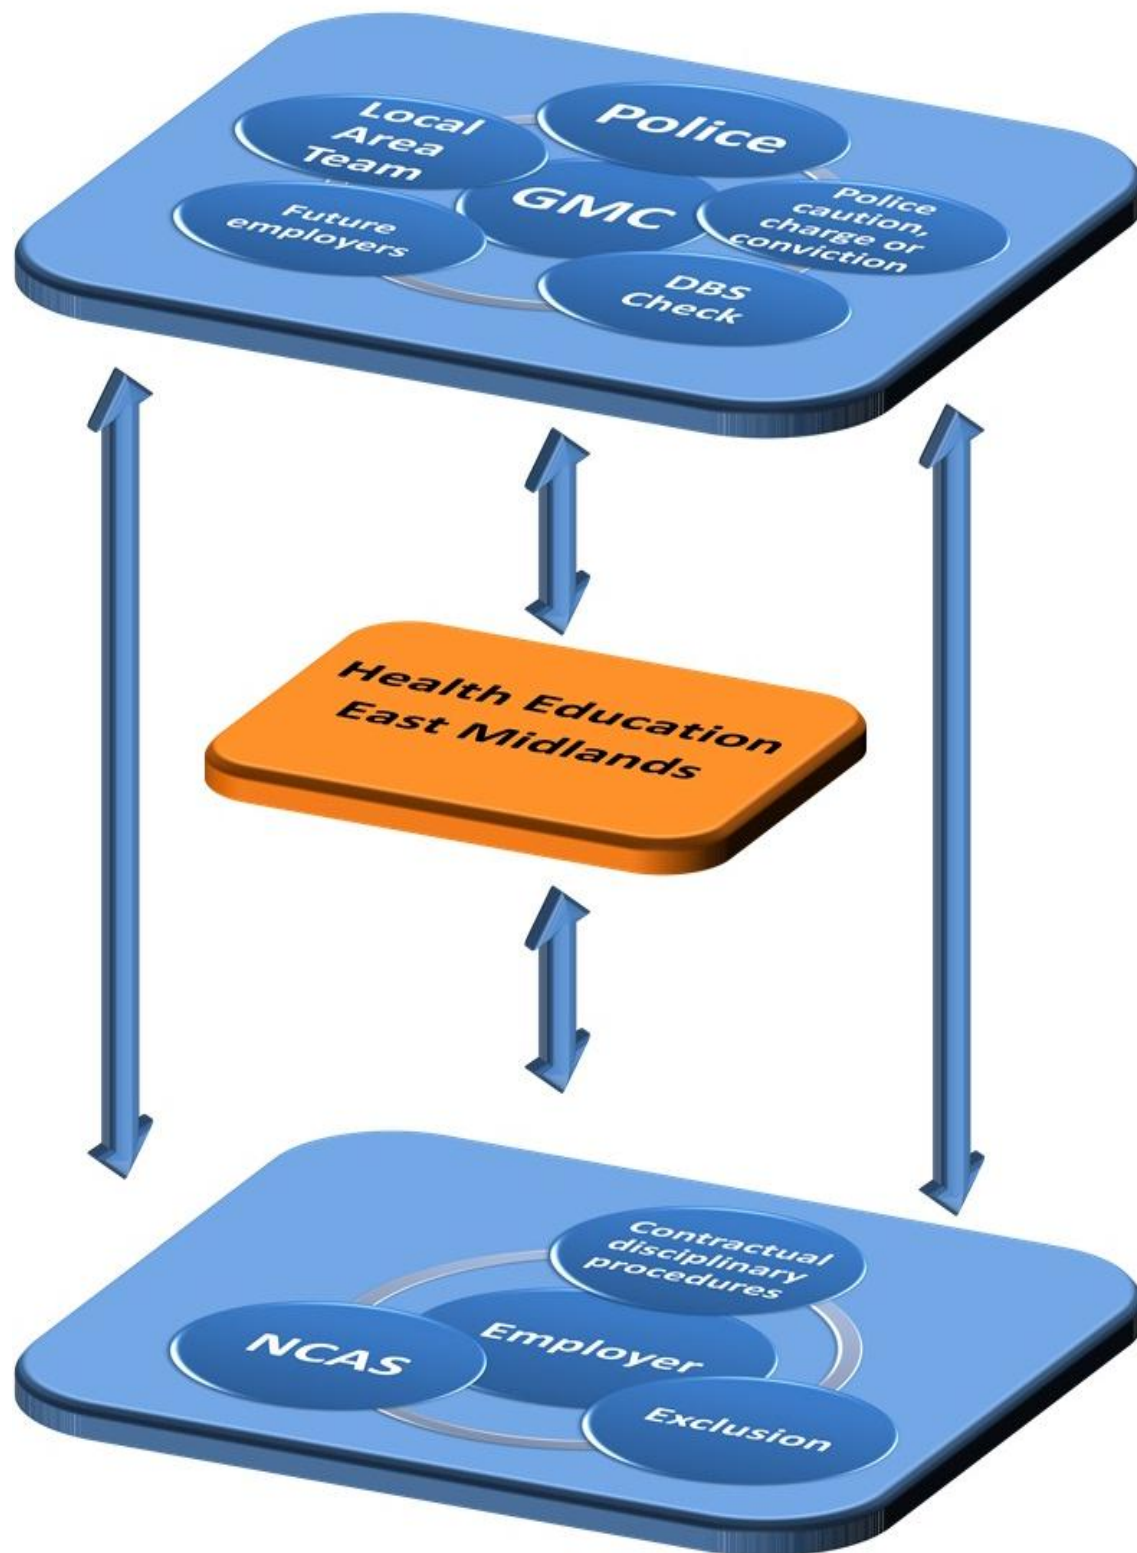 Local
Area
Team
Police
GMC
Police
caution,
charge or
conviction
Future
employers
DBS
Check
Health Education
East Midlands
Contractual
disciplinary
procedures
NCAS
Employer
Exclusion